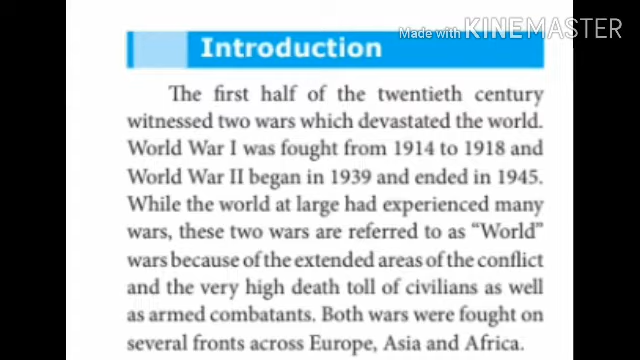 Made with KINEMASTER
Introduction
The first half of the twentieth century
witnessed two wars which devastated the world.
World War I was fought from 1914 to 1918 and
World War II began in 1939 and ended in 1945.
While the world at large had experienced many
wars, these two wars are referred to as “World”
wars because of the extended areas of the conflict
and the very high death toll of civilians as well
as armed combatants. Both wars were fought on
several fronts across Europe, Asia and Africa.